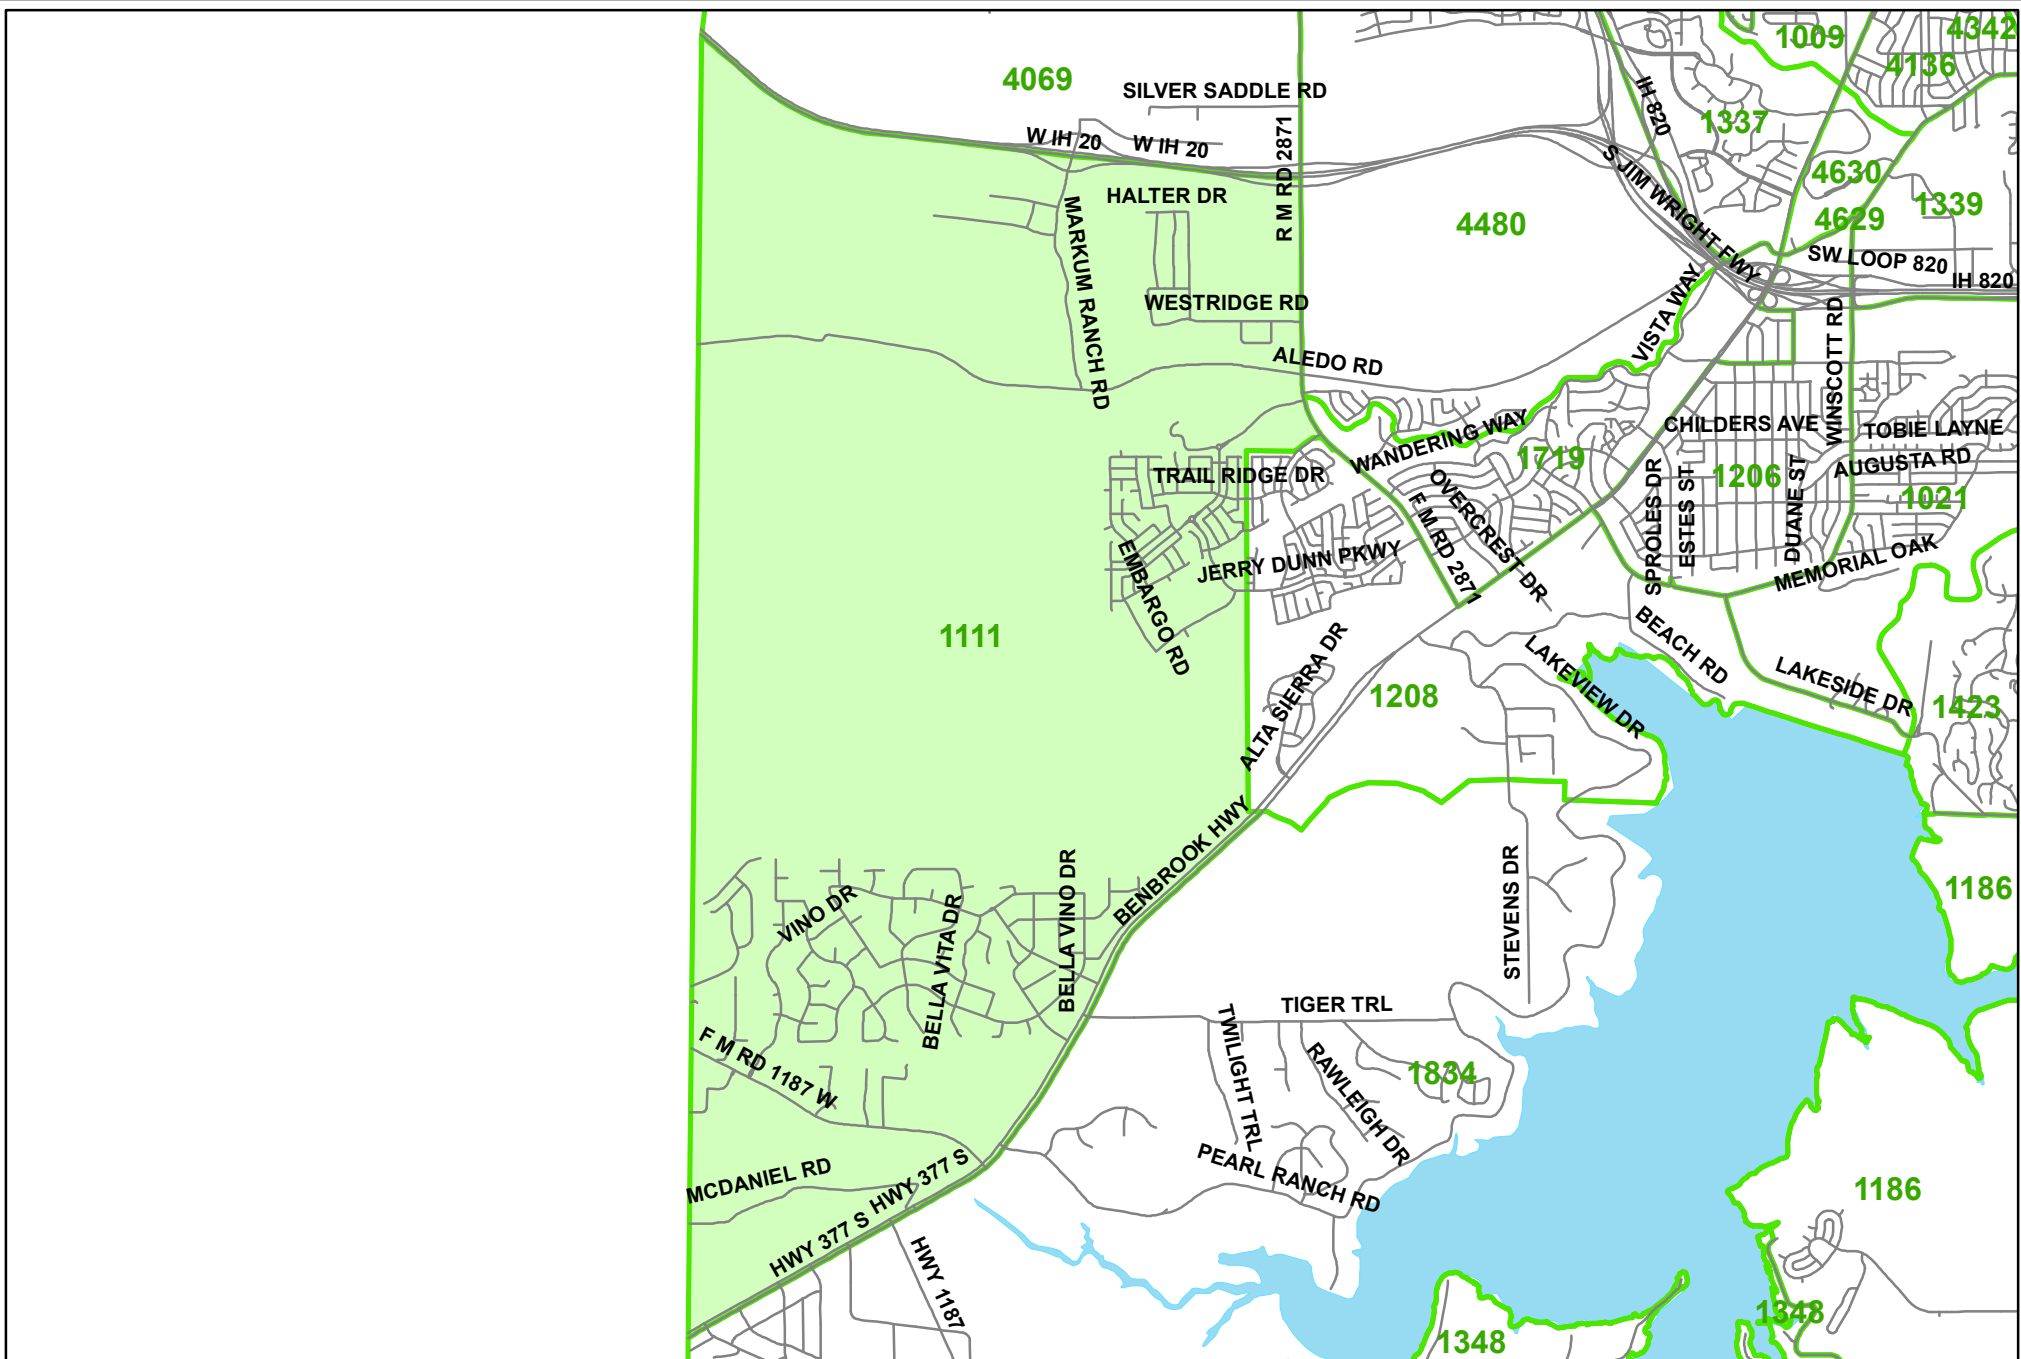 1009
4342
4136
4069
SILVER SADDLE RD
IH 820
1337
W IH 20
W IH 20
R M RD 2871
S JIM WRIGHT FWY
4630
1339
HALTER DR
MARKUM RANCH RD
4480
4629
SW LOOP 820
IH 820
WESTRIDGE RD
VISTA WAY
WINSCOTT RD
ALEDO RD
CHILDERS AVE
TOBIE LAYNE
WANDERING WAY
1719
AUGUSTA RD
TRAIL RIDGE DR
OVERCREST DR
F M RD 2871
SPROLES DR
ESTES ST
1206
DUANE ST
1021
EMBARGO RD
JERRY DUNN PKWY
MEMORIAL OAK
1111
ALTA SIERRA DR
BEACH RD
LAKEVIEW DR
1208
LAKESIDE DR
1423
BENBROOK HWY
STEVENS DR
1186
VINO DR
BELLA VITA DR
BELLA VINO DR
TIGER TRL
F M RD 1187 W
TWILIGHT TRL
RAWLEIGH DR
1834
PEARL RANCH RD
MCDANIEL RD
HWY 377 S
HWY 377 S
1186
HWY 1187
1348
1348